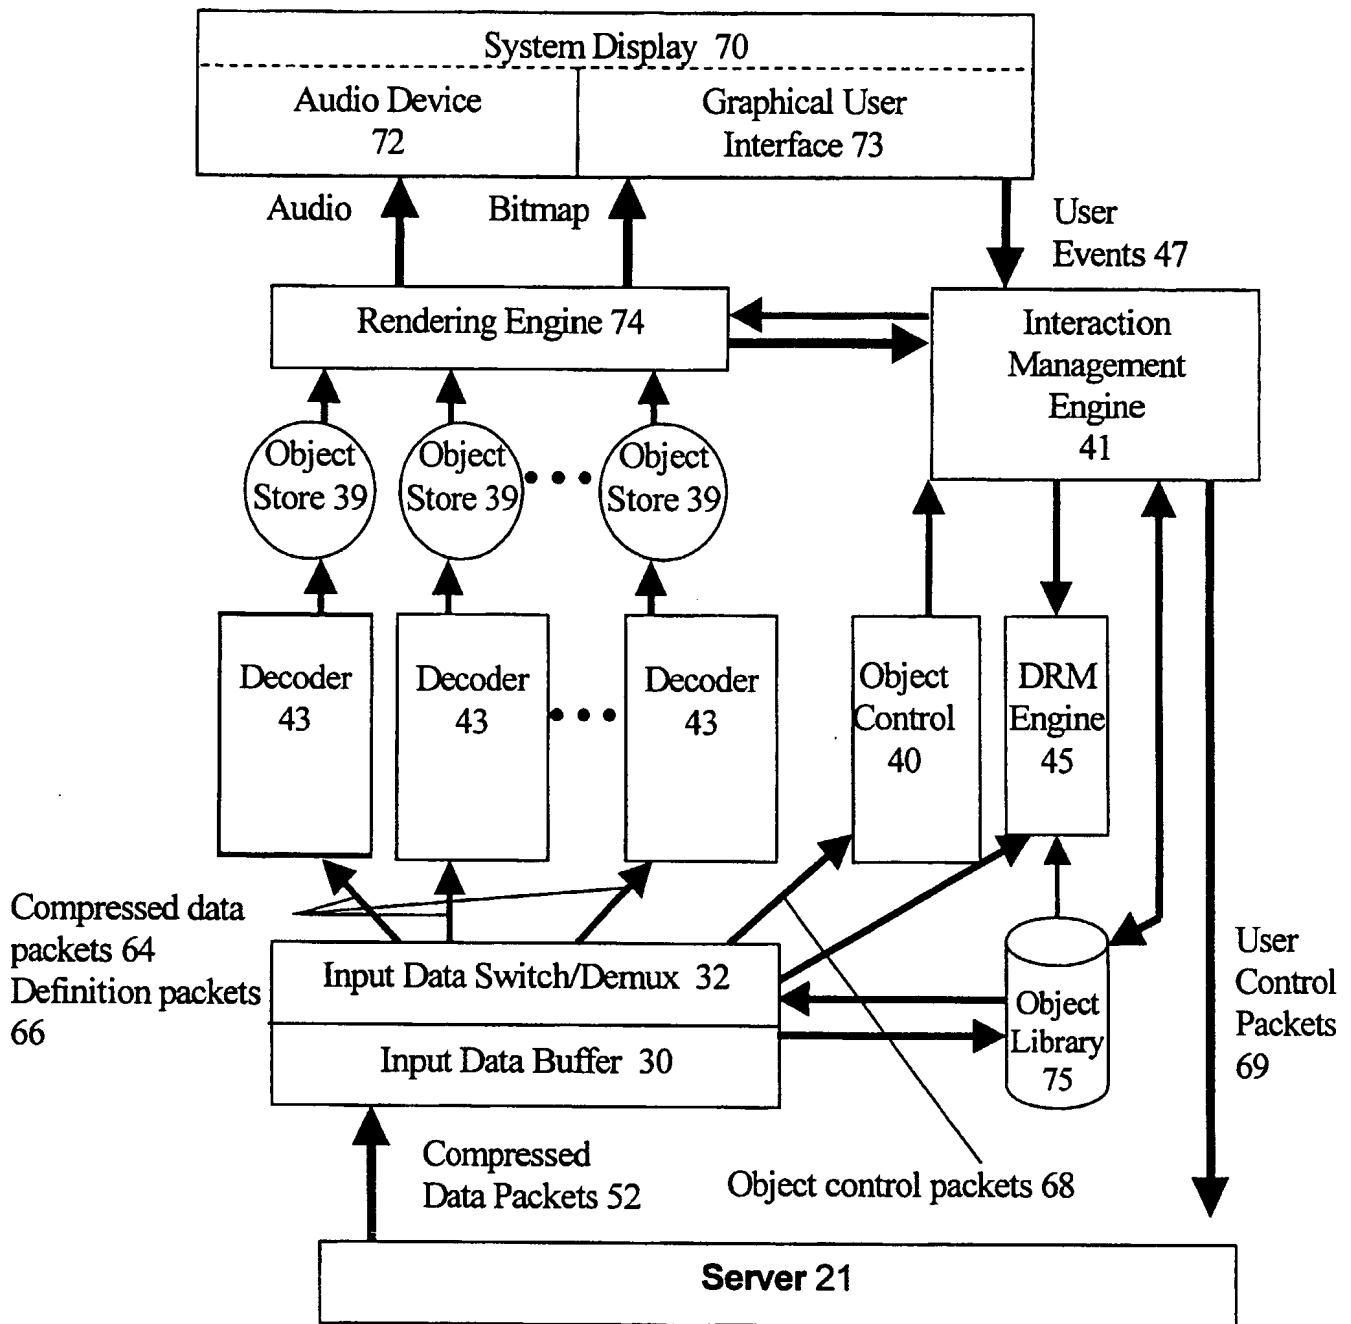 System Display 70
Audio Device
72
Graphical User
Interface 73
Audio
Bitmap
User
Events 47
Rendering Engine 74
Interaction
Management
Engine
41
Object
Store 39
Object
Store 39
Object
Store 39
Decoder
43
Decoder
43
Decoder
43
Object
Control
40
DRM
Engine
45
Compressed data
packets 64
Definition packets
66
Input Data Switch/Demux 32
Input Data Buffer 30
Object
Library
75
User
Control
Packets
69
Compressed
Data Packets 52
Object control packets 68
Server 21